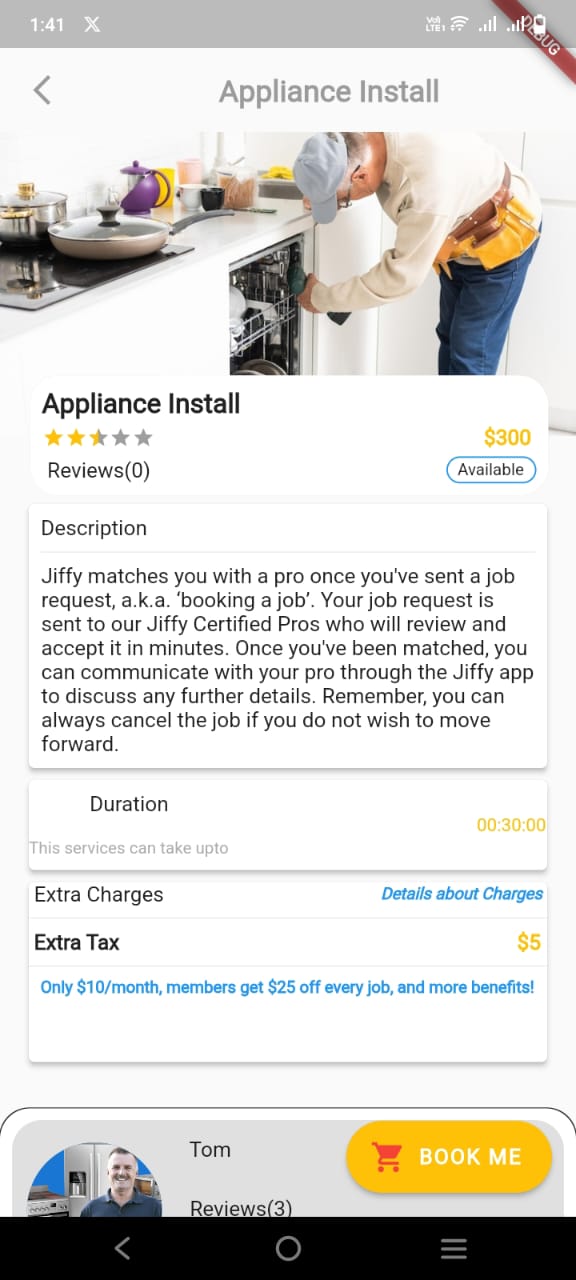 1:41
Vo)
LTE1
DEBUG
Appliance Install
Appliance Install
$300
Reviews(0)
Available
Description
Jiffy matches you with a pro once you've sent a job
request, a.k.a. ‘booking a job’. Your job request is
sent to our Jiffy Certified Pros who will review and
accept it in minutes. Once you've been matched, you
can communicate with your pro through the Jiffy app
to discuss any further details. Remember, you can
always cancel the job if you do not wish to move
forward.
Duration
00:30:00
This services can take upto
Extra Charges
Details about Charges
Extra Tax
$5
Only $10/month, members get $25 off every job, and more benefits!
Tom
BOOK ME
Reviews(3)